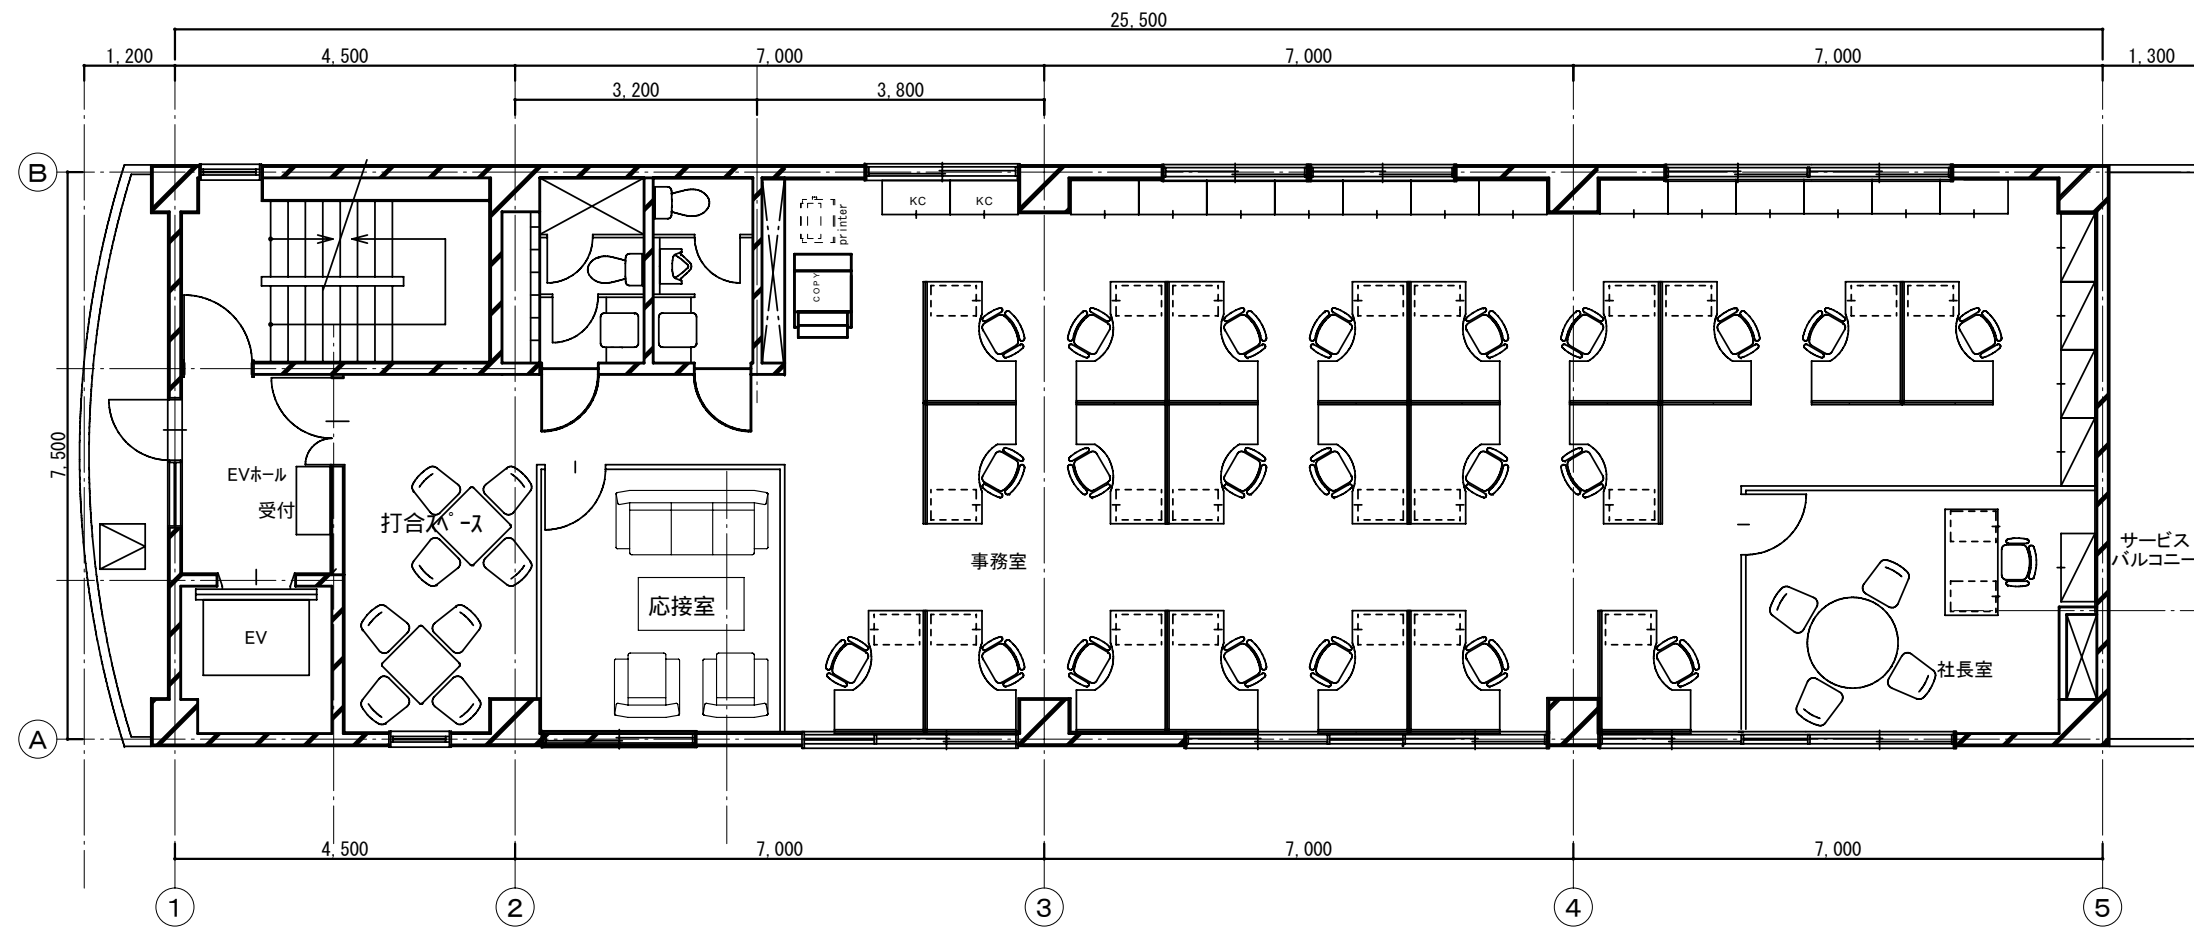 25,500
1,200
4,500
7,000
7,000
7,000
1,300
3,200
3,800
B
KC
KC
printer
COPY
7,500
EVホール
受付
打合スペース
事務室
サービス
バルコニー
応接室
EV
社長室
A
4,500
7,000
7,000
7,000
1
2
3
4
5